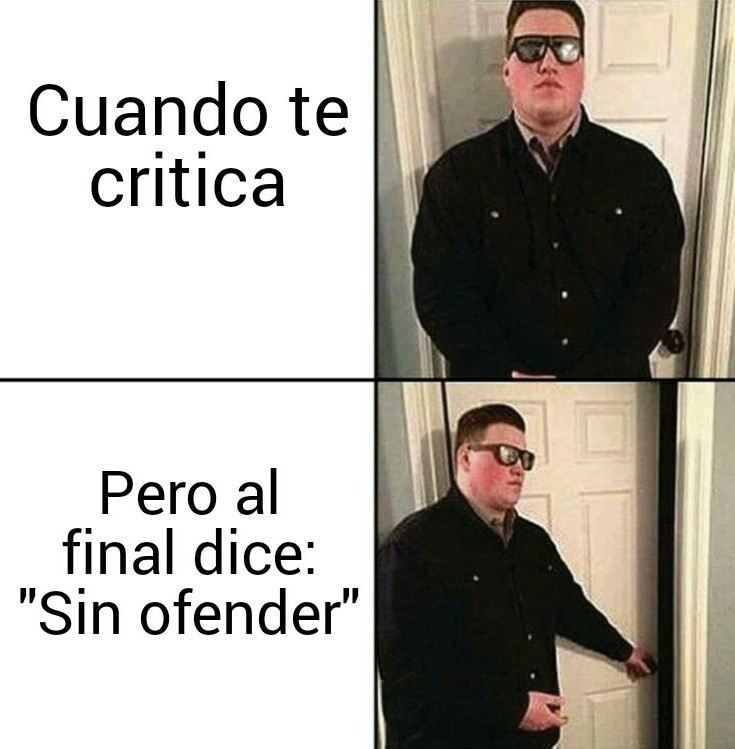 Cuando te
critica
Pero al
final dice:
"Sin ofender"